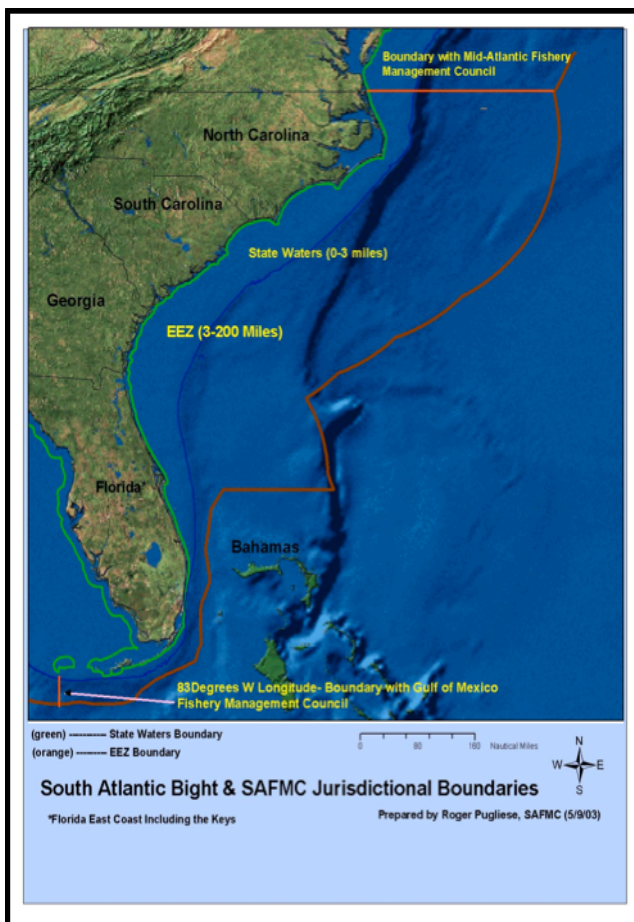 Boundary with Mid-Atlantic Fishery
Management Council
North Carolina
South Carolina
State Waters (0-3 miles)
Georgia
EEZ (3-200 Miles)
Florida*
Bahamas
83Degrees W Longitude- Boundary with Gulf of Mexico
Fishery Management Council
(green) ---------- State Waters Boundary
(orange) -------- EEZ Boundary
0 80 160 Nautical Miles
N
W E
S
South Atlantic Bight & SAFMC Jurisdictional Boundaries
*Florida East Coast Including the Keys
Prepared by Roger Pugliese, SAFMC (5/9/03)